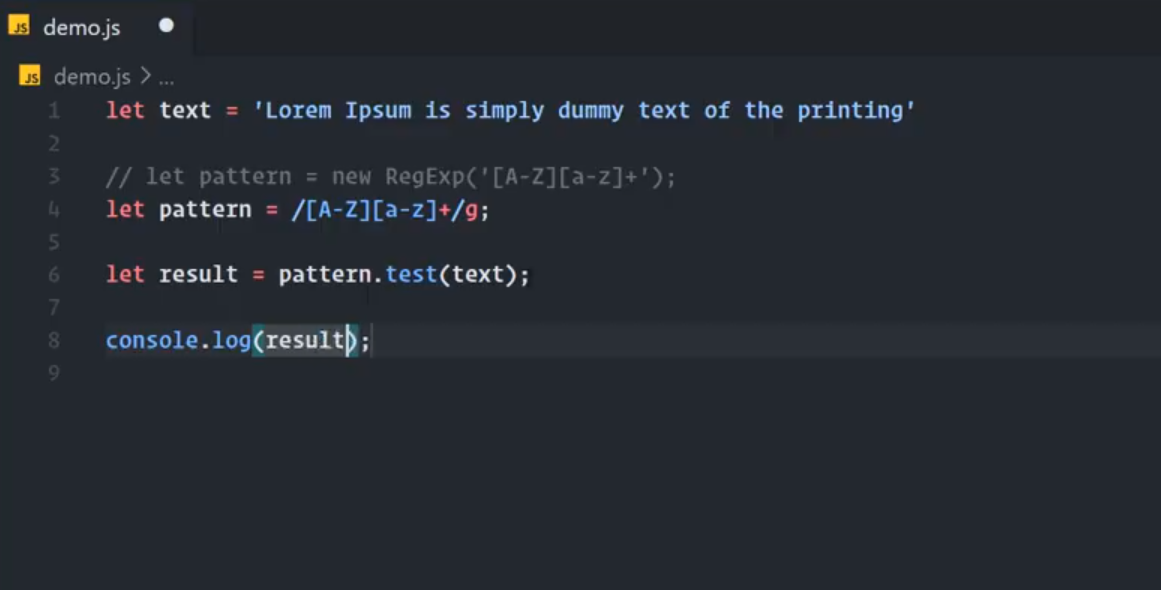 JS demo.js
JS demo.js > ...
1 let text = 'Lorem Ipsum is simply dummy text of the printing'
2
3 // let pattern = new RegExp('[A-Z][a-z]+');
4 let pattern = /[A-Z][a-z]+/g;
5
6 let result = pattern.test(text);
7
8 console.log(result);
9